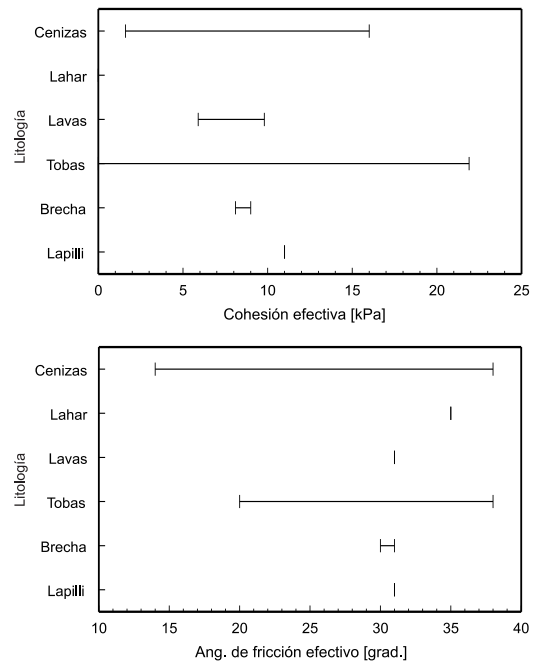 Cenizas
Lahar
Lavas
Tobas
Brecha
Lapilli
Litología
0 5 10 15 20 25
Cohesión efectiva [kPa]
Cenizas
Lahar
Lavas
Tobas
Brecha
Lapilli
Litología
10 15 20 25 30 35 40
Ang. de fricción efectivo [grad.]